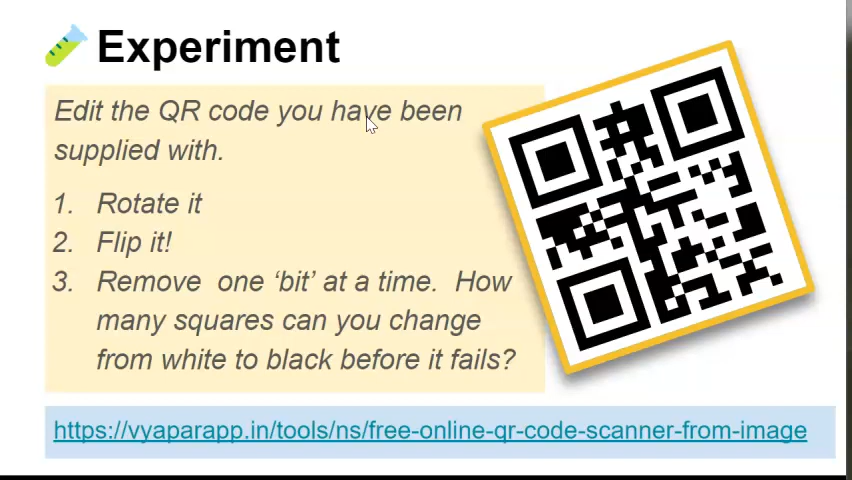 Experiment
Edit the QR code you have been
supplied with.
1. Rotate it
2. Flip it!
3. Remove one ‘bit’ at a time. How
many squares can you change
from white to black before it fails?
https://vyaparapp.in/tools/ns/free-online-qr-code-scanner-from-image